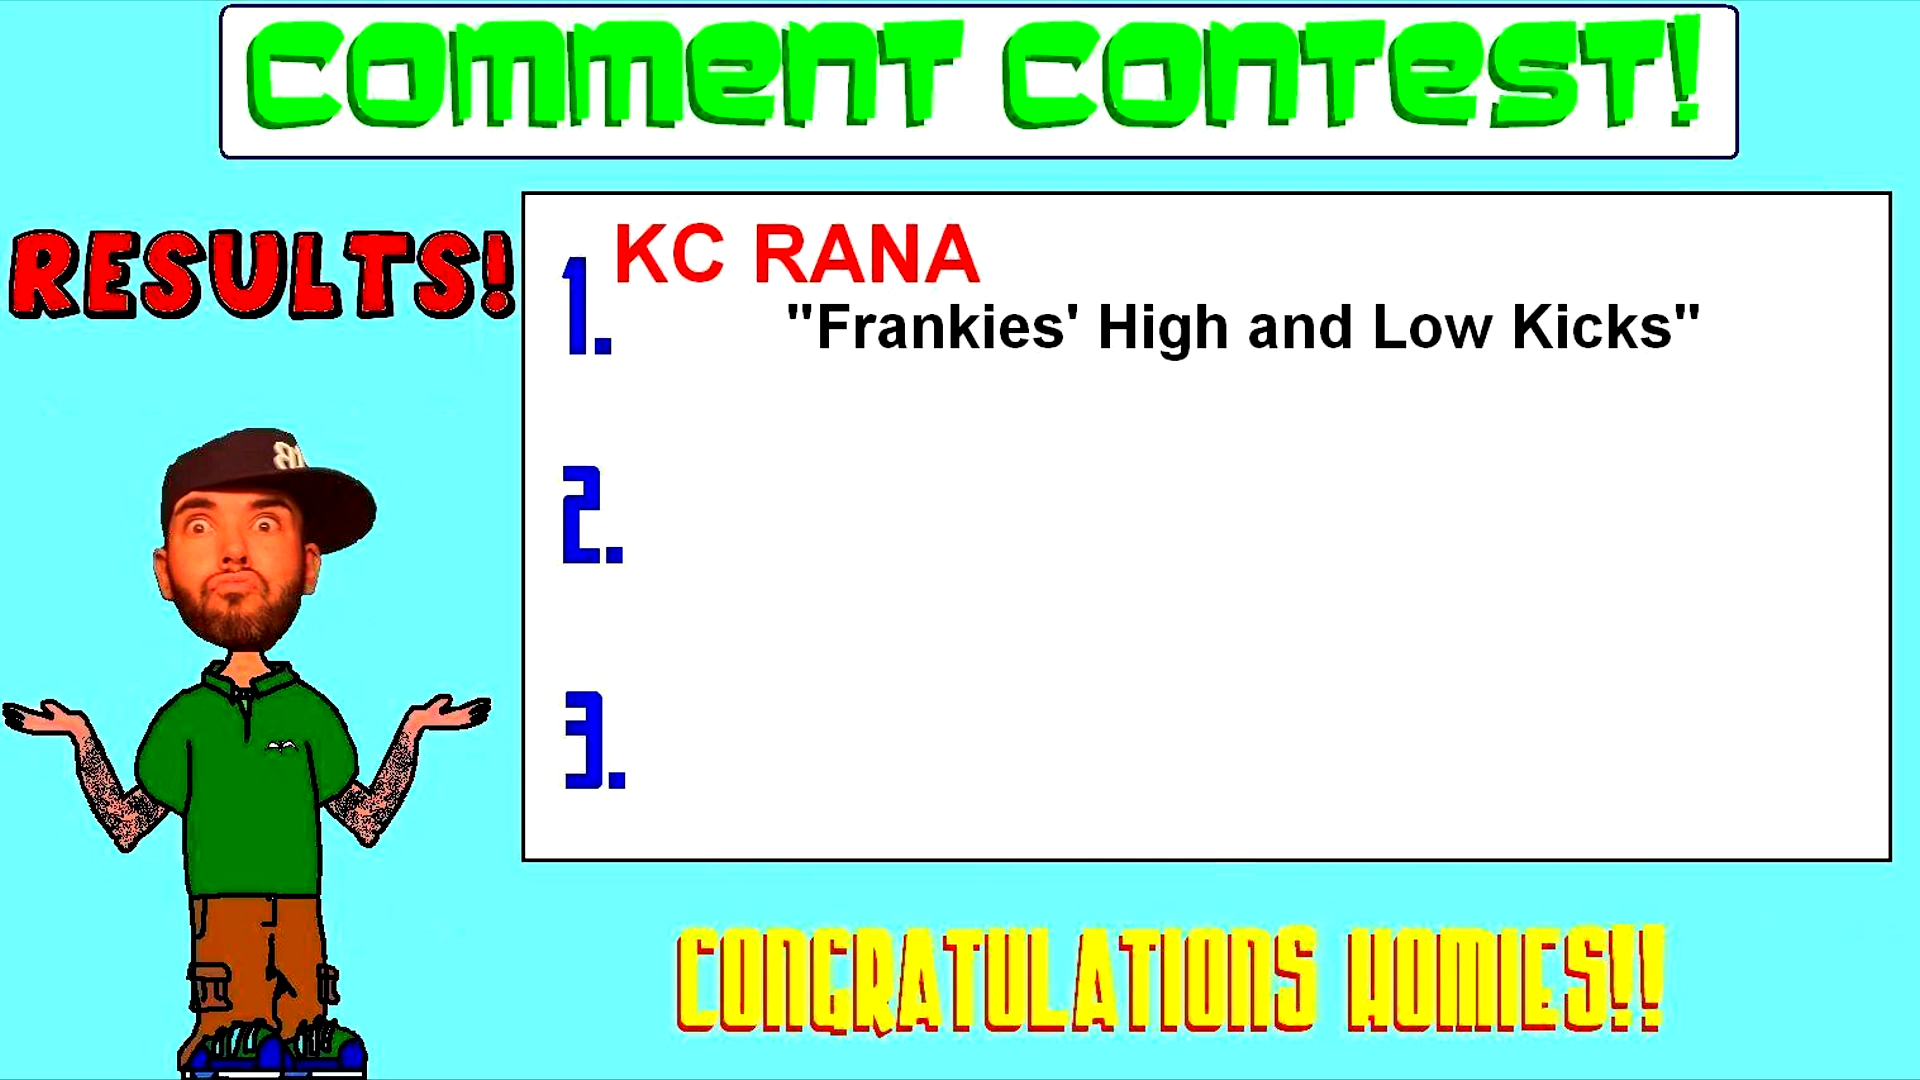 COMMENT CONTEST!
RESULTS!
1. KC RANA
"Frankies' High and Low Kicks"
2.
3.
CONGRATULATIONS HOMIES!!